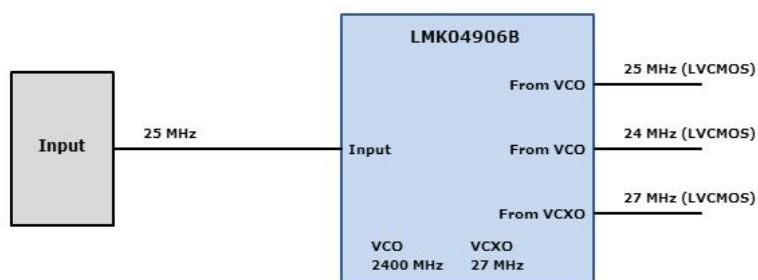 LMK04906B
Input
25 MHz
Input
From VCO
25 MHz (LVCMOS)
From VCO
24 MHz (LVCMOS)
From VCXO
27 MHz (LVCMOS)
VCO
2400 MHz
VCXO
27 MHz